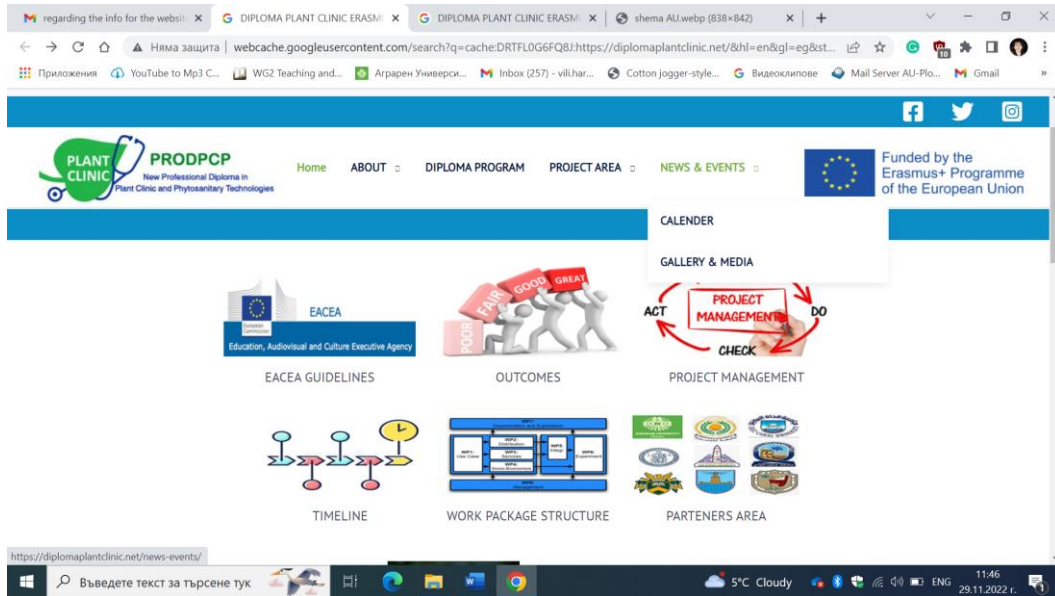 regarding the info for the websit
DIPLOMA PLANT CLINIC ERASM
DIPLOMA PLANT CLINIC ERASM
shema AU.webp (838×842)
Няма защита
webcache.googleusercontent.com/search?q=cache:DRTFL0G6FQ8J:https://diplomaplantclinic.net/&hl=en&gl=eg&st...
10
Приложения
YouTube to Mp3 C...
WG2 Teaching and...
Аграрен Универси...
Inbox (257) - vili.har...
Cotton jogger-style...
Видеоклипове
Mail Server AU-Plo...
Gmail
»
PLANT
CLINIC
PRODPCP
New Professional Diploma in
Plant Clinic and Phytosanitary Technologies
Home
ABOUT
DIPLOMA PROGRAM
PROJECT AREA
NEWS & EVENTS
Funded by the
Erasmus+ Programme
of the European Union
CALENDER
GALLERY & MEDIA
European
Commission
EACEA
Education, Audiovisual and Culture Executive Agency
POOR
FAIR
GOOD
GREAT
ACT
PROJECT
MANAGEMENT
DO
CHECK
EACEA GUIDELINES
OUTCOMES
PROJECT MANAGEMENT
TIMELINE
WORK PACKAGE STRUCTURE
PARTENERS AREA
https://diplomaplantclinic.net/news-events/
Въведете текст за търсене тук
5°C Cloudy
ENG
11:46
29.11.2022 г.
1